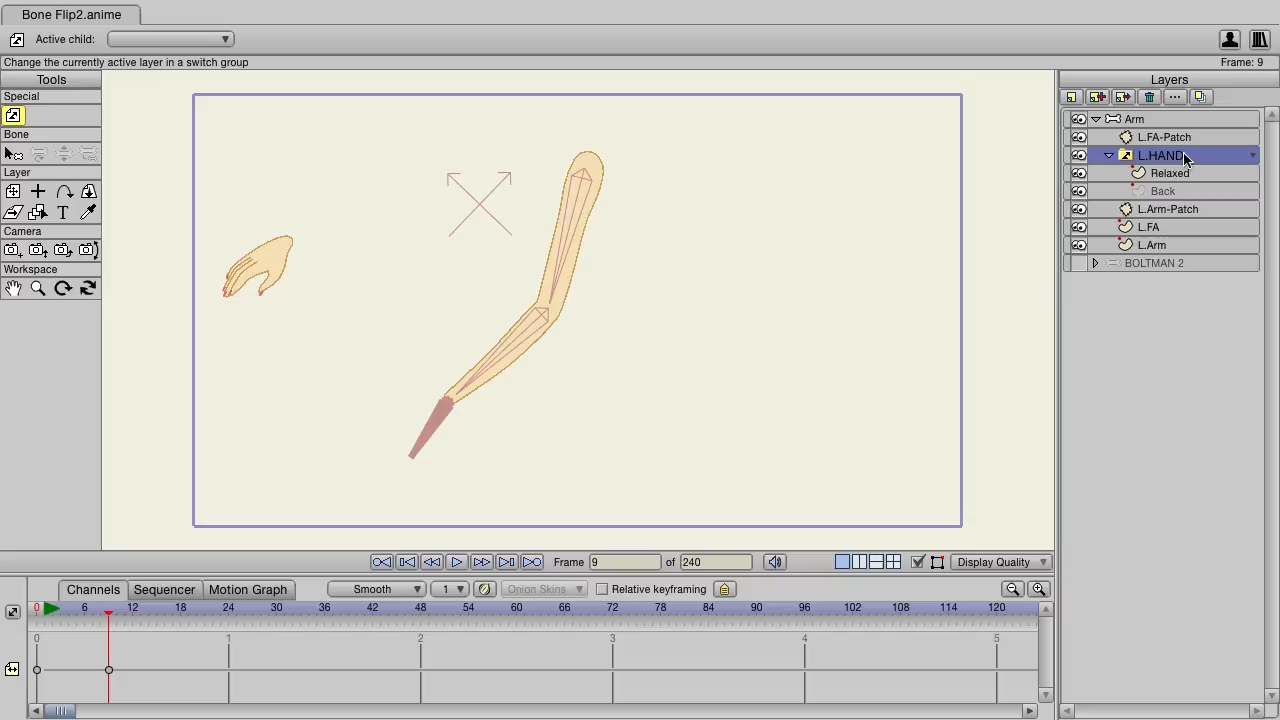 Bone Flip2.anime
Active child:
Change the currently active layer in a switch group
Frame: 9
Tools
Special
Bone
Layer
T
Camera
Workspace
Layers
Arm
L.FA-Patch
L.HAND
Relaxed
Back
L.Arm-Patch
L.FA
L.Arm
BOLTMAN 2
Frame 9 of 240
Display Quality
Channels Sequencer Motion Graph
Smooth
1
Onion Skins
Relative keyframing
0 6 12 18 24 30 36 42 48 54 60 66 72 78 84 90 96 102 108 114 120
0 1 2 3 4 5